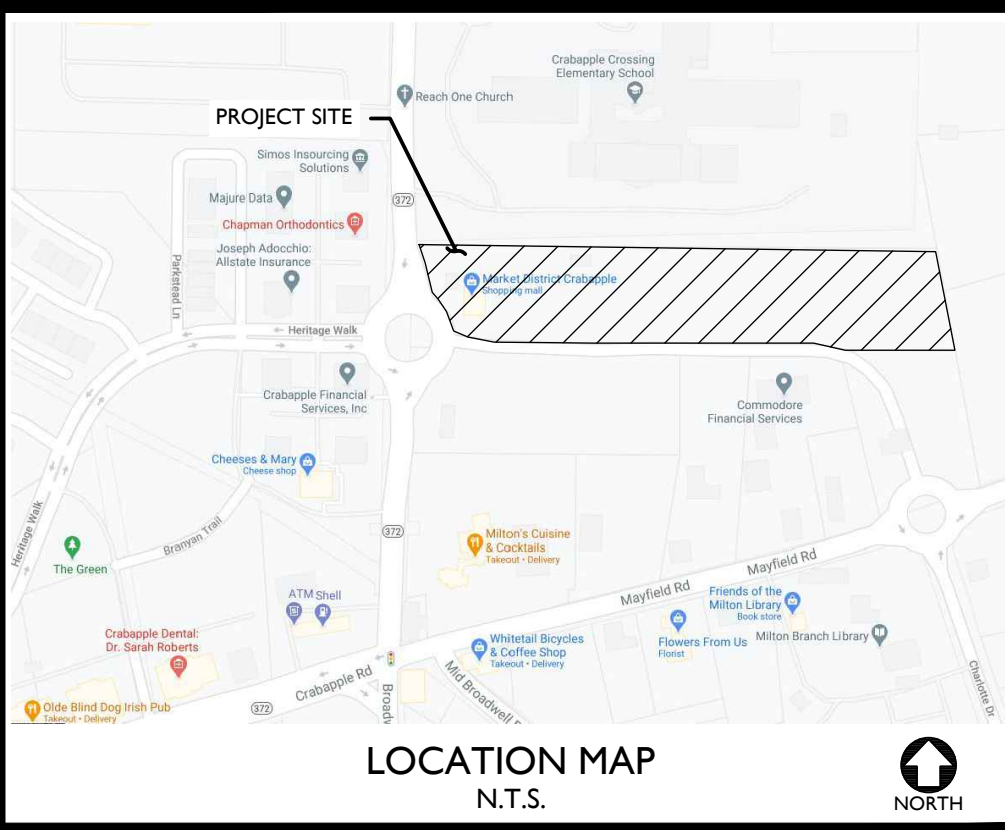 Crabapple Crossing
Elementary School
Reach One Church
PROJECT SITE
Simos Insourcing
Solutions
Majure Data
372
Chapman Orthodontics
Joseph Adocchio:
Allstate Insurance
Parkstead Ln
Market District Crabapple
Shopping mall
Heritage Walk
Crabapple Financial
Services, Inc
Commodore
Financial Services
Cheeses & Mary
Cheese shop
Heritage Walk
Branyan Trail
The Green
372
Milton's Cuisine
& Cocktails
Takeout • Delivery
Mayfield Rd
Mayfield Rd
ATM
Shell
Friends of the
Milton Library
Book store
Crabapple Dental:
Dr. Sarah Roberts
Whitetail Bicycles
& Coffee Shop
Takeout • Delivery
Flowers From Us
Florist
Milton Branch Library
Crabapple Rd
372
Broadw
Mid Broadwell
Charlotte Dr
Olde Blind Dog Irish Pub
Takeout • Delivery
LOCATION MAP
N.T.S.
NORTH